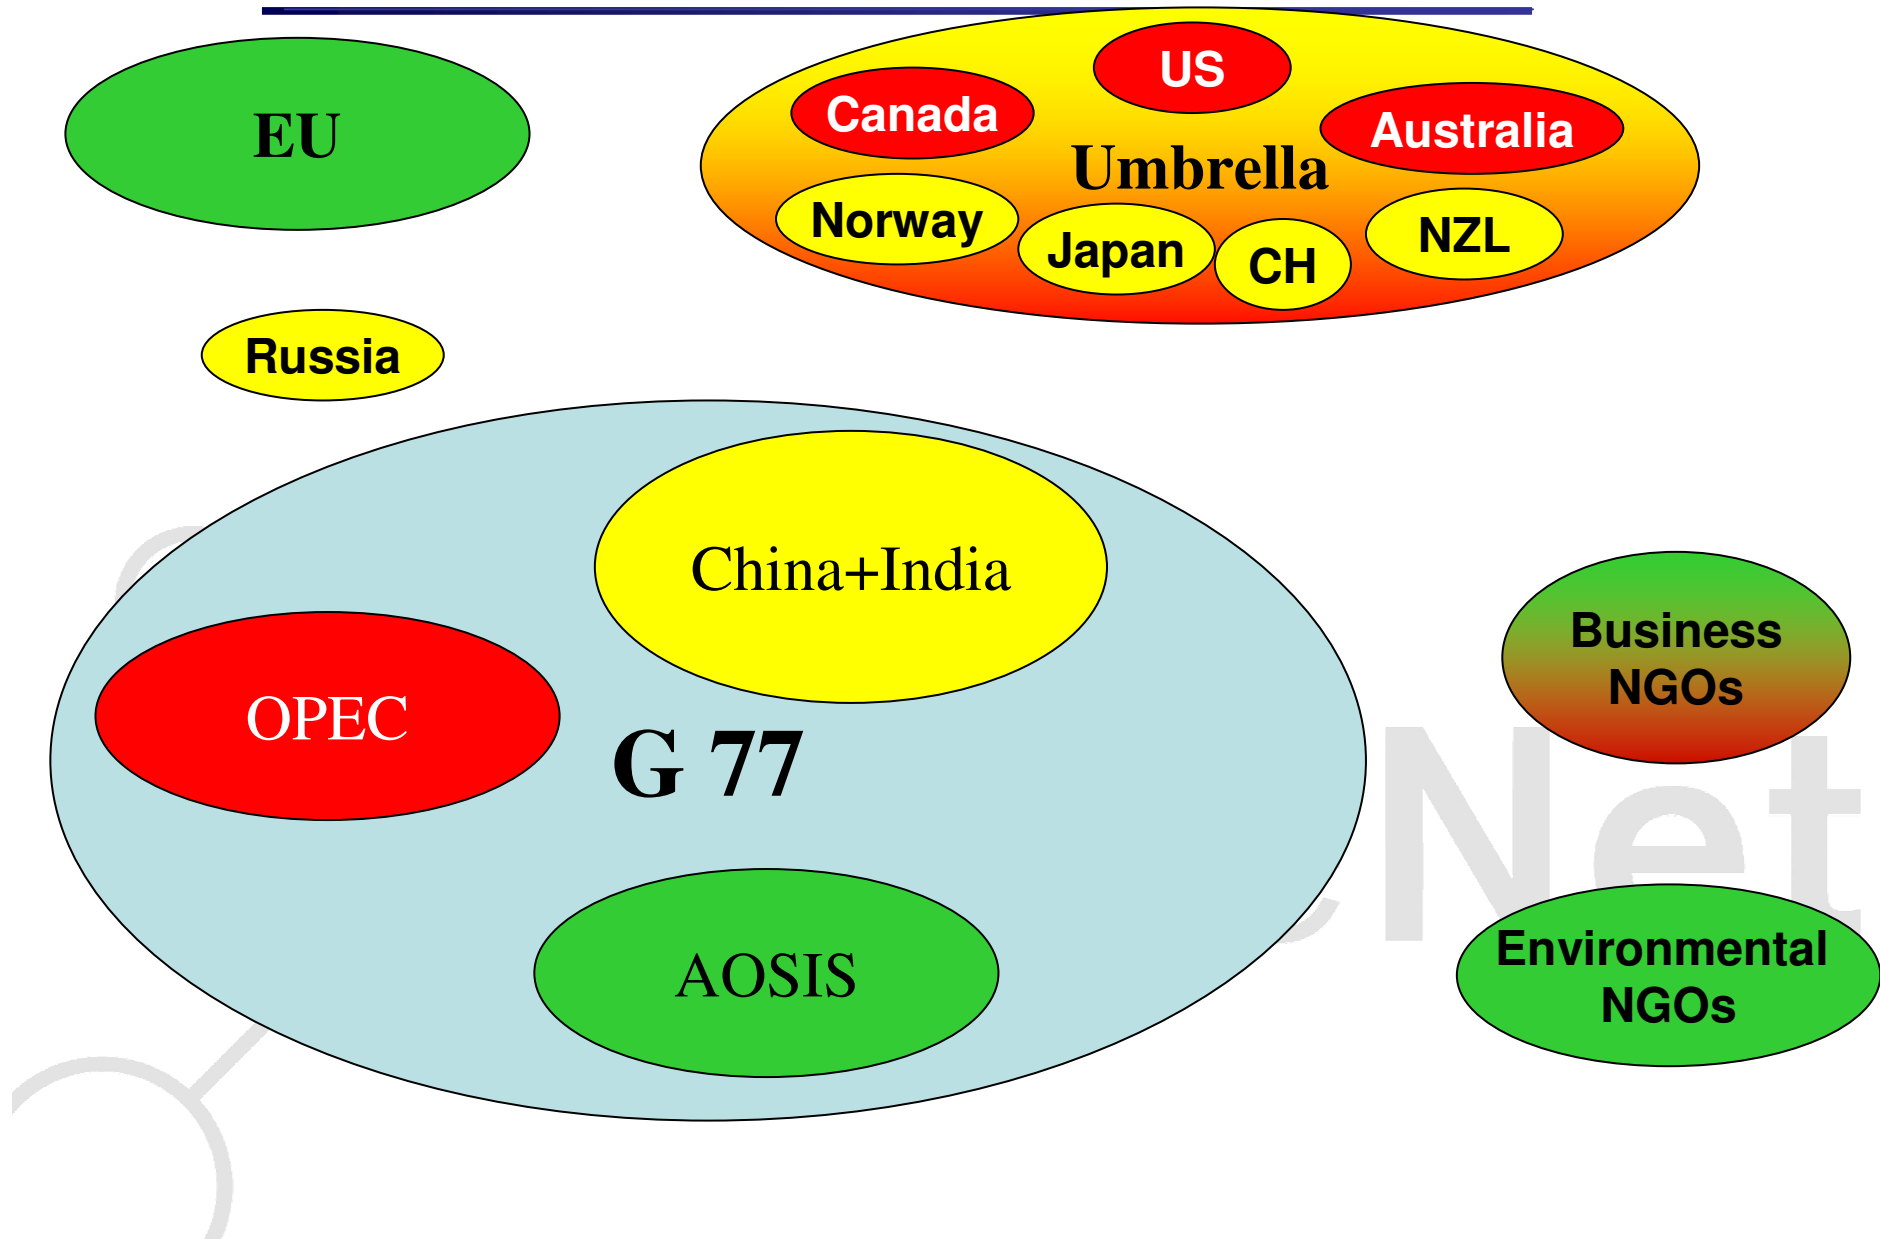 EU
US
Canada
Australia
Umbrella
Norway
Japan
CH
NZL
Russia
China+India
OPEC
G 77
AOSIS
Business
NGOs
Environmental
NGOs